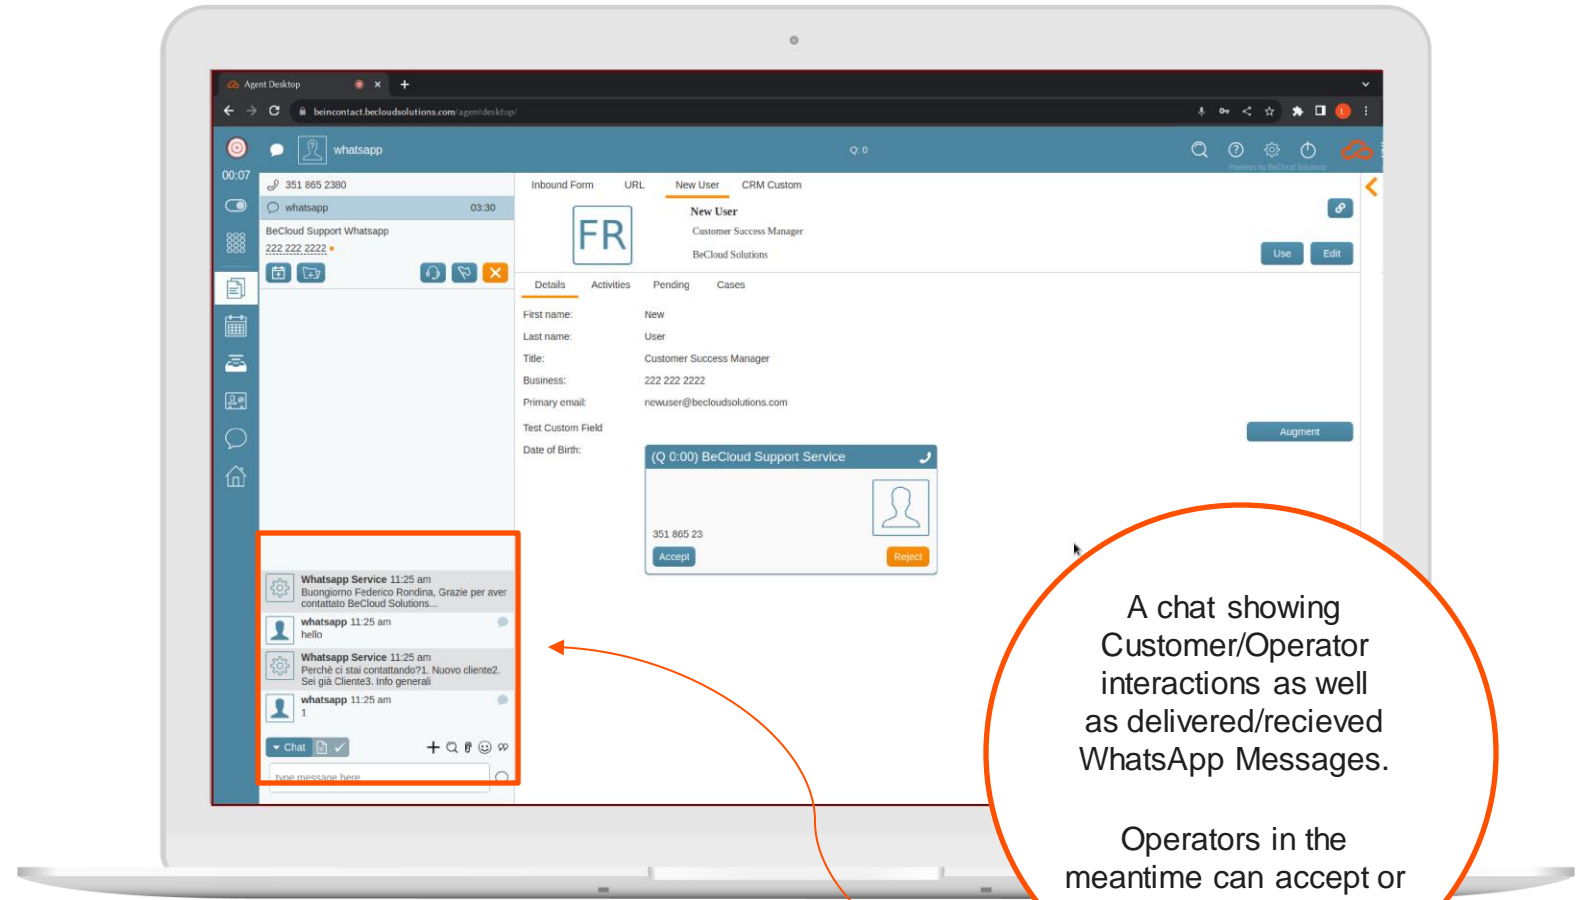 Agent Desktop
beincontact.becloudsolutions.com/agentdesktop/
whatsapp
Q: 0
Powered by BeCloud Solutions
00:07
351 865 2380
whatsapp 03:30
BeCloud Support Whatsapp
222 222 2222
Inbound Form URL New User CRM Custom
FR
New User
Customer Success Manager
BeCloud Solutions
Use Edit
Details Activities Pending Cases
First name: New
Last name: User
Title: Customer Success Manager
Business: 222 222 2222
Primary email: newuser@becloudsolutions.com
Test Custom Field
Augment
Date of Birth:
(Q 0:00) BeCloud Support Service
351 865 23
Accept Reject
Whatsapp Service 11:25 am
Buongiorno Federico Rondina, Grazie per aver
contattato BeCloud Solutions...
whatsapp 11:25 am
hello
Whatsapp Service 11:25 am
Perchè ci stai contattando?1. Nuovo cliente2.
Sei già Cliente3. Info generali
whatsapp 11:25 am
1
Chat
type message here
A chat showing
Customer/Operator
interactions as well
as delivered/recieved
WhatsApp Messages.
Operators in the
meantime can accept or